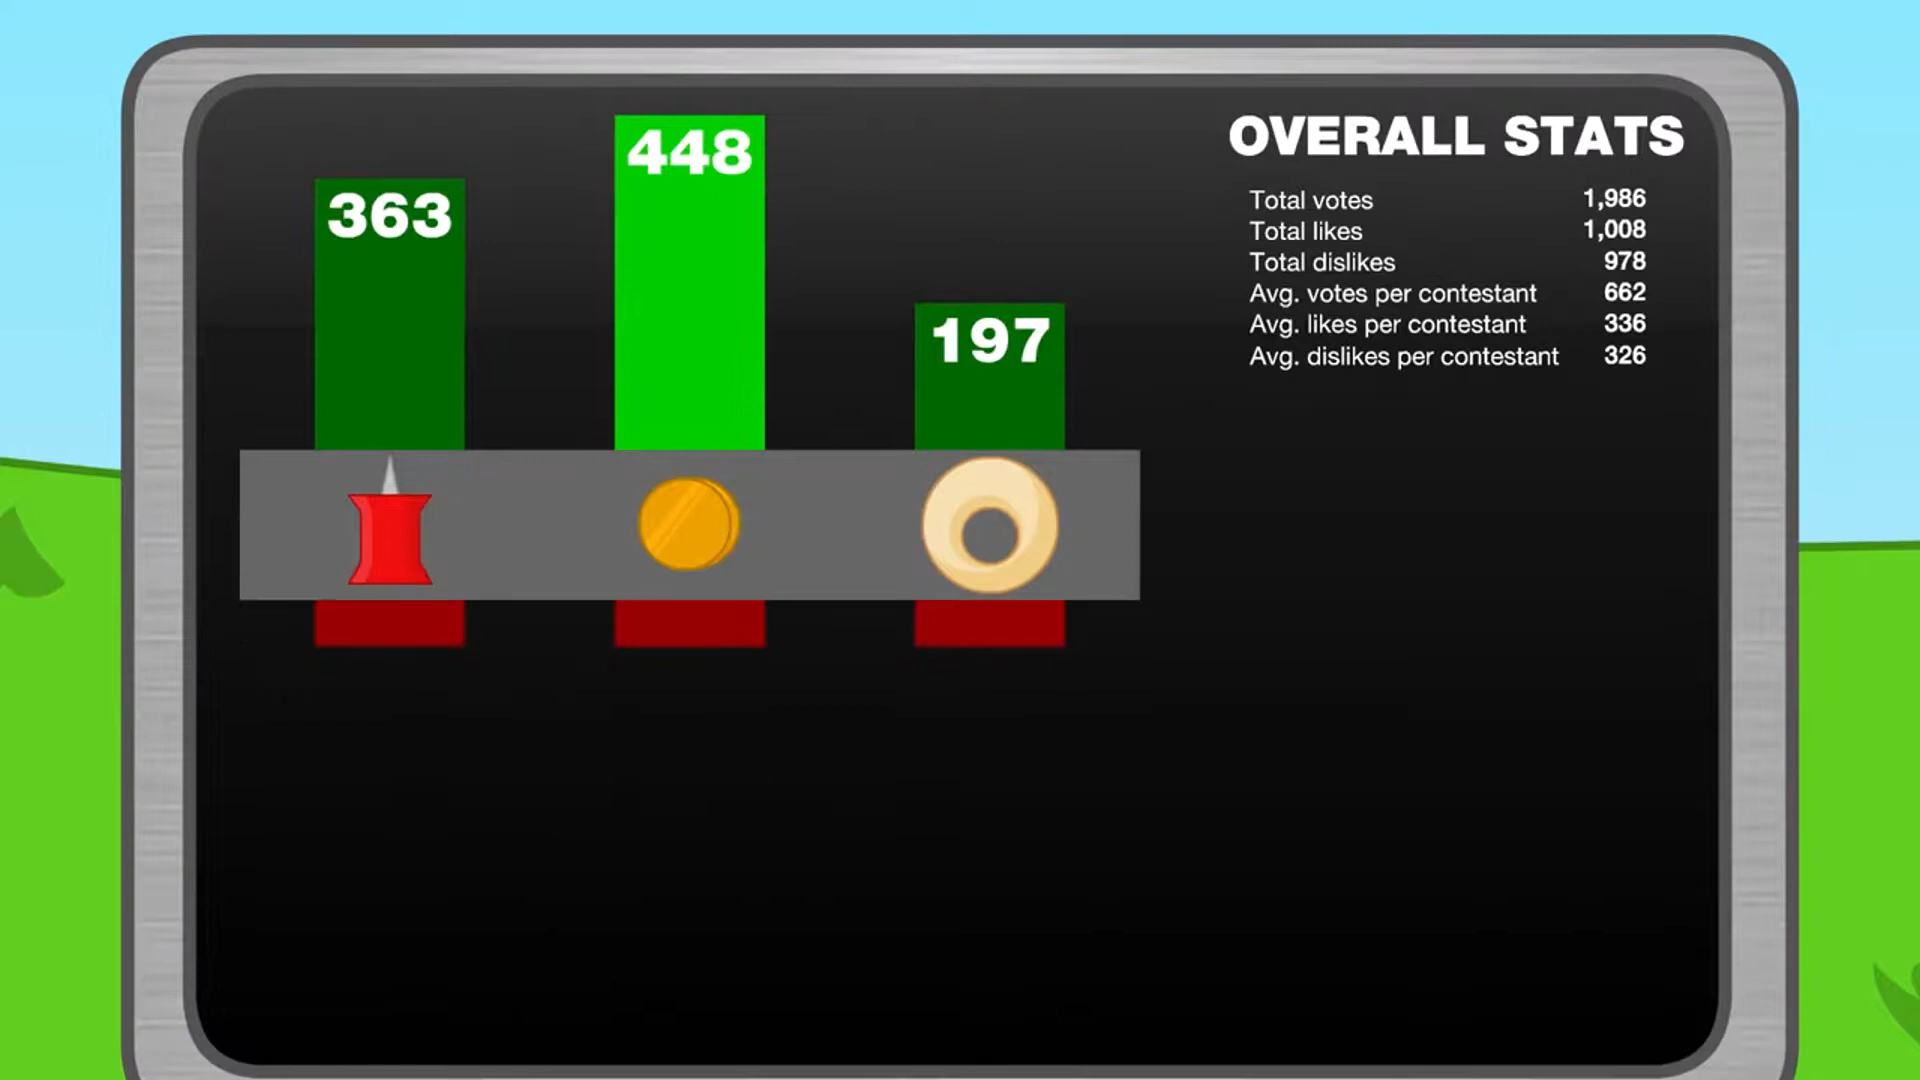 363
448
197
OVERALL STATS
Total votes 1,986
Total likes 1,008
Total dislikes 978
Avg. votes per contestant 662
Avg. likes per contestant 336
Avg. dislikes per contestant 326